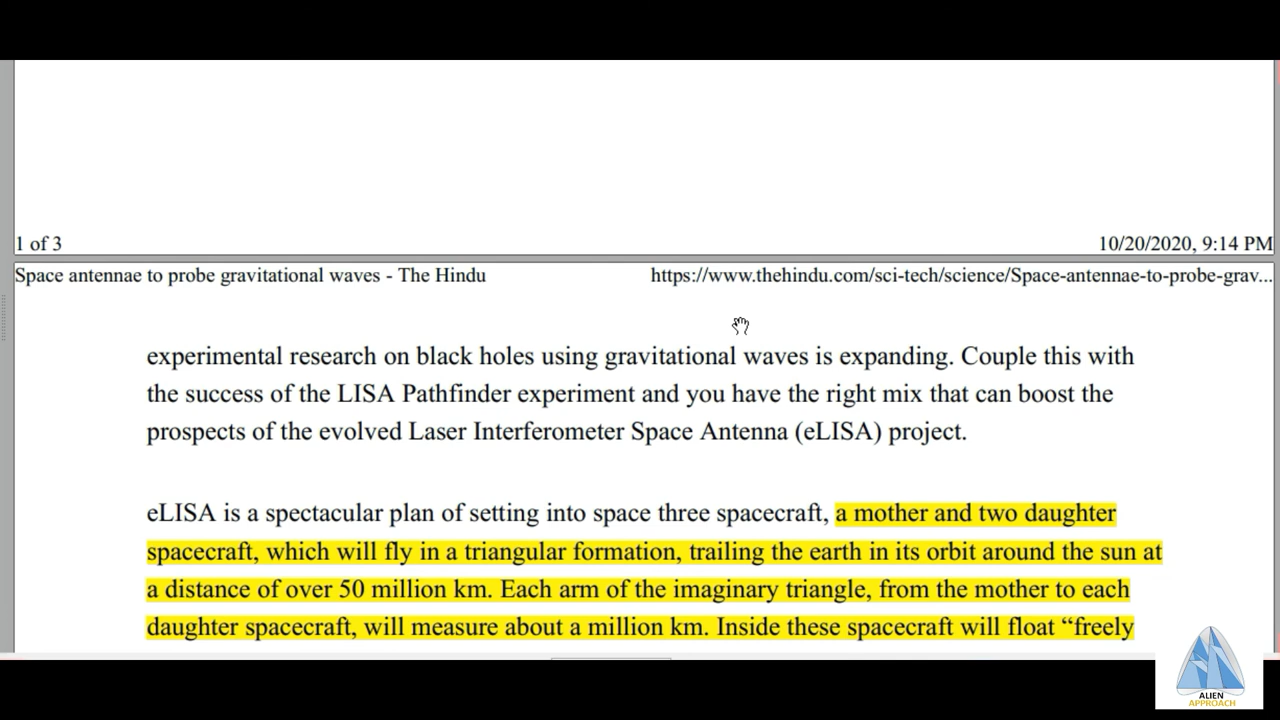 1 of 3
10/20/2020, 9:14 PM
Space antennae to probe gravitational waves - The Hindu
https://www.thehindu.com/sci-tech/science/Space-antennae-to-probe-grav...
experimental research on black holes using gravitational waves is expanding. Couple this with
the success of the LISA Pathfinder experiment and you have the right mix that can boost the
prospects of the evolved Laser Interferometer Space Antenna (eLISA) project.
eLISA is a spectacular plan of setting into space three spacecraft, a mother and two daughter
spacecraft, which will fly in a triangular formation, trailing the earth in its orbit around the sun at
a distance of over 50 million km. Each arm of the imaginary triangle, from the mother to each
daughter spacecraft, will measure about a million km. Inside these spacecraft will float “freely
ALIEN
APPROACH